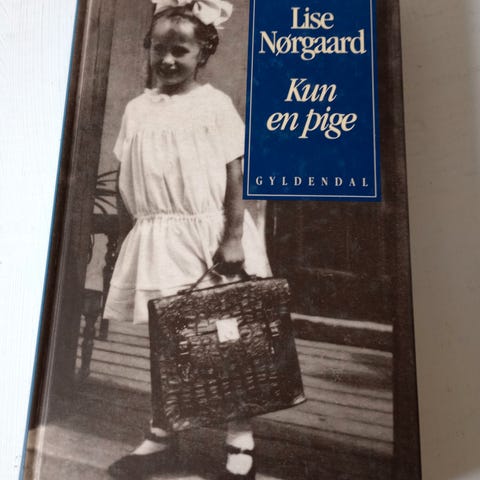 Lise
Nørgaard
Kun
en pige
GYLDENDAL